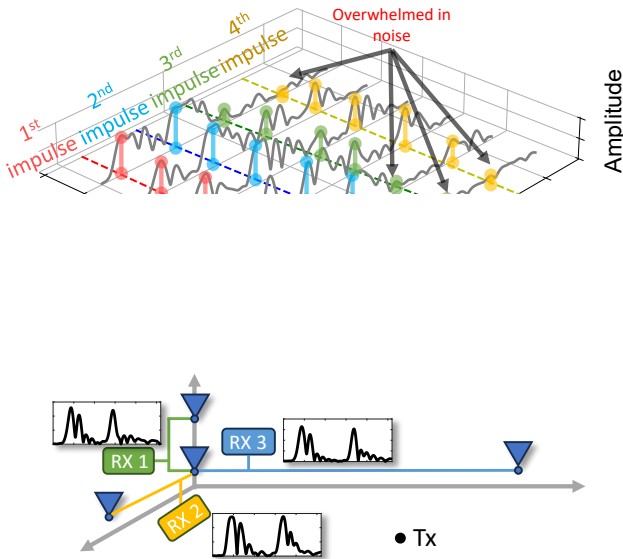 Overwhelmed in
noise
4th
impulse
3rd
impulse
2nd
impulse
1st
impulse
Amplitude
RX 1
RX 3
RX 2
Tx